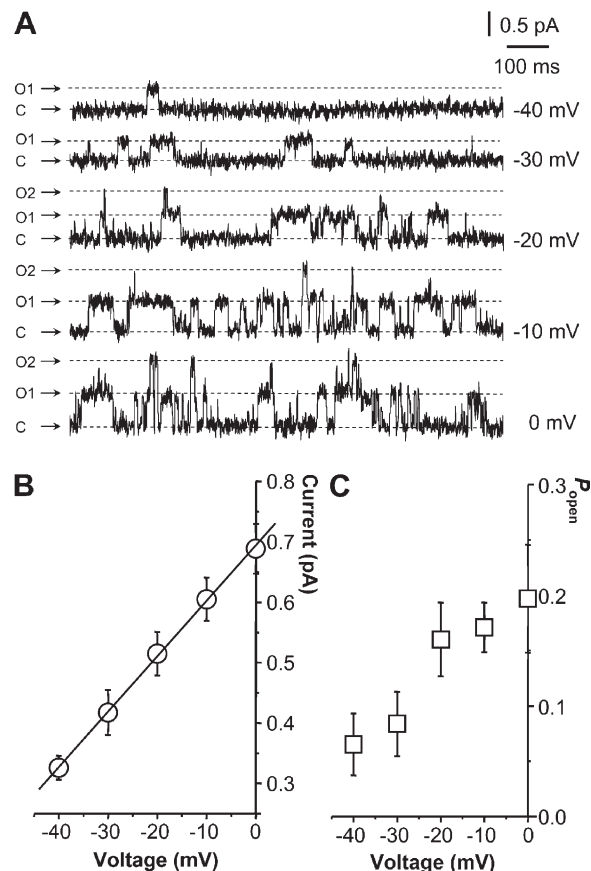 A
0.5 pA
100 ms
O1
C
-40 mV
O1
C
-30 mV
O2
O1
C
-20 mV
O2
O1
C
-10 mV
O2
O1
C
0 mV
B
0.8
0.7
0.6
0.5
0.4
0.3
Current (pA)
-40 -30 -20 -10 0
Voltage (mV)
C
0.3
0.2
0.1
0.0
Popen
-40 -30 -20 -10 0
Voltage (mV)